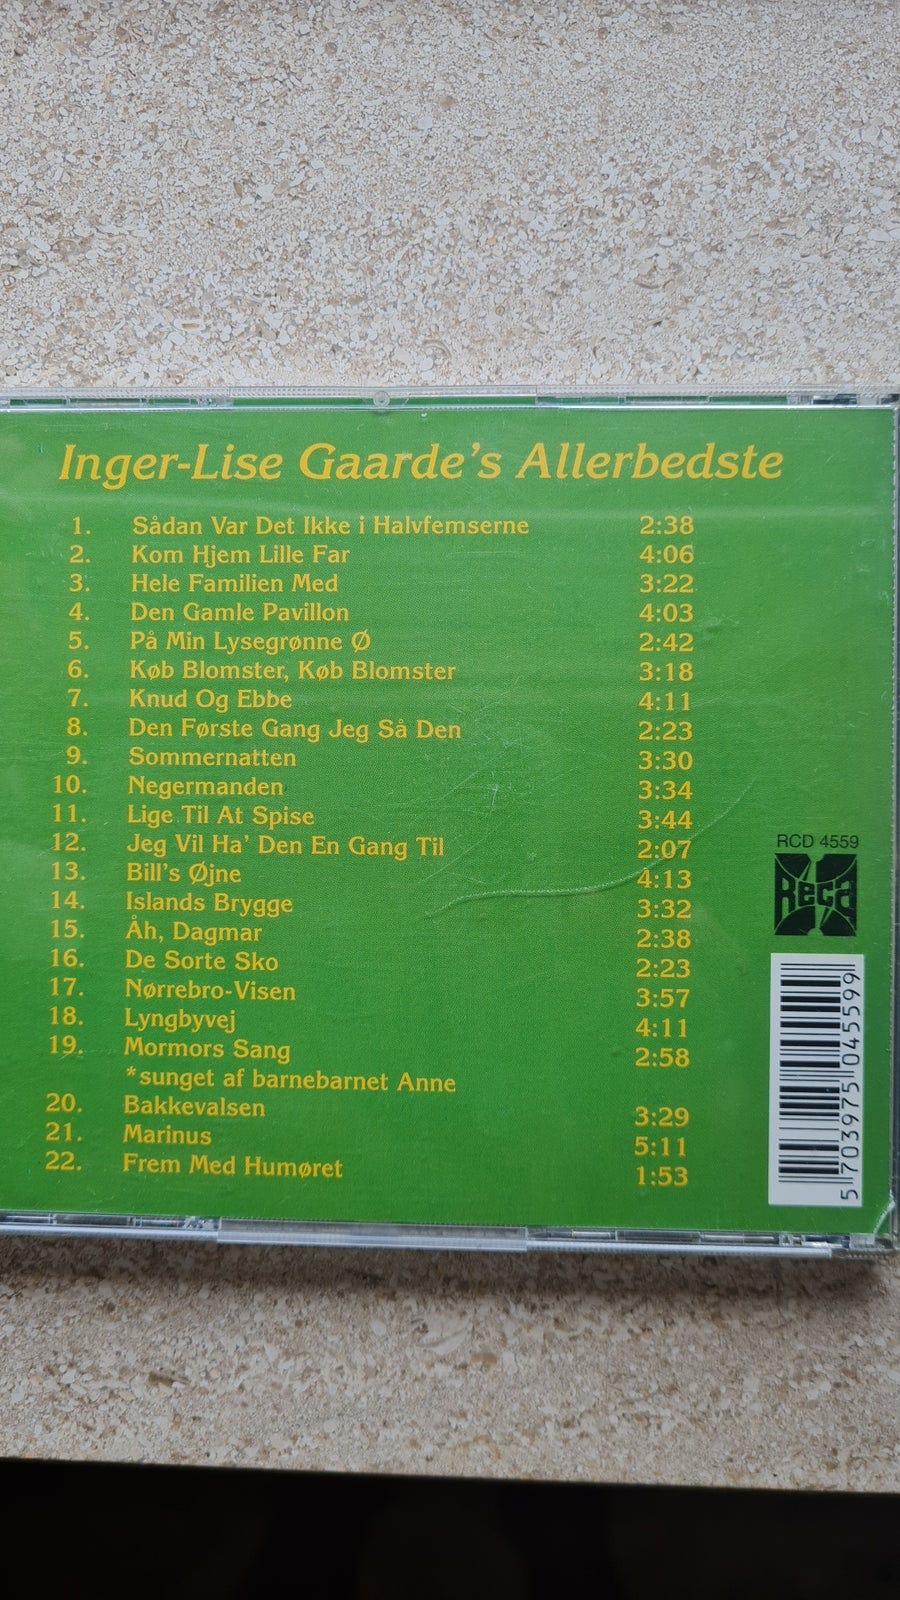 Inger-Lise Gaarde's Allerbedste
1. Sådan Var Det Ikke i Halvfemserne 2:38
2. Kom Hjem Lille Far 4:06
3. Hele Familien Med 3:22
4. Den Gamle Pavillon 4:03
5. På Min Lysegrønne Ø 2:42
6. Køb Blomster, Køb Blomster 3:18
7. Knud Og Ebbe 4:11
8. Den Første Gang Jeg Så Den 2:23
9. Sommernatten 3:30
10. Negermanden 3:34
11. Lige Til At Spise 3:44
12. Jeg Vil Ha' Den En Gang Til 2:07
13. Bill's Øjne 4:13
14. Islands Brygge 3:32
15. Åh, Dagmar 2:38
16. De Sorte Sko 2:23
17. Nørrebro-Visen 3:57
18. Lyngbyvej 4:11
19. Mormors Sang 2:58
*sunget af barnebarnet Anne
20. Bakkevalsen 3:29
21. Marinus 5:11
22. Frem Med Humøret 1:53
RCD 4559
Reca
5 703975 045599